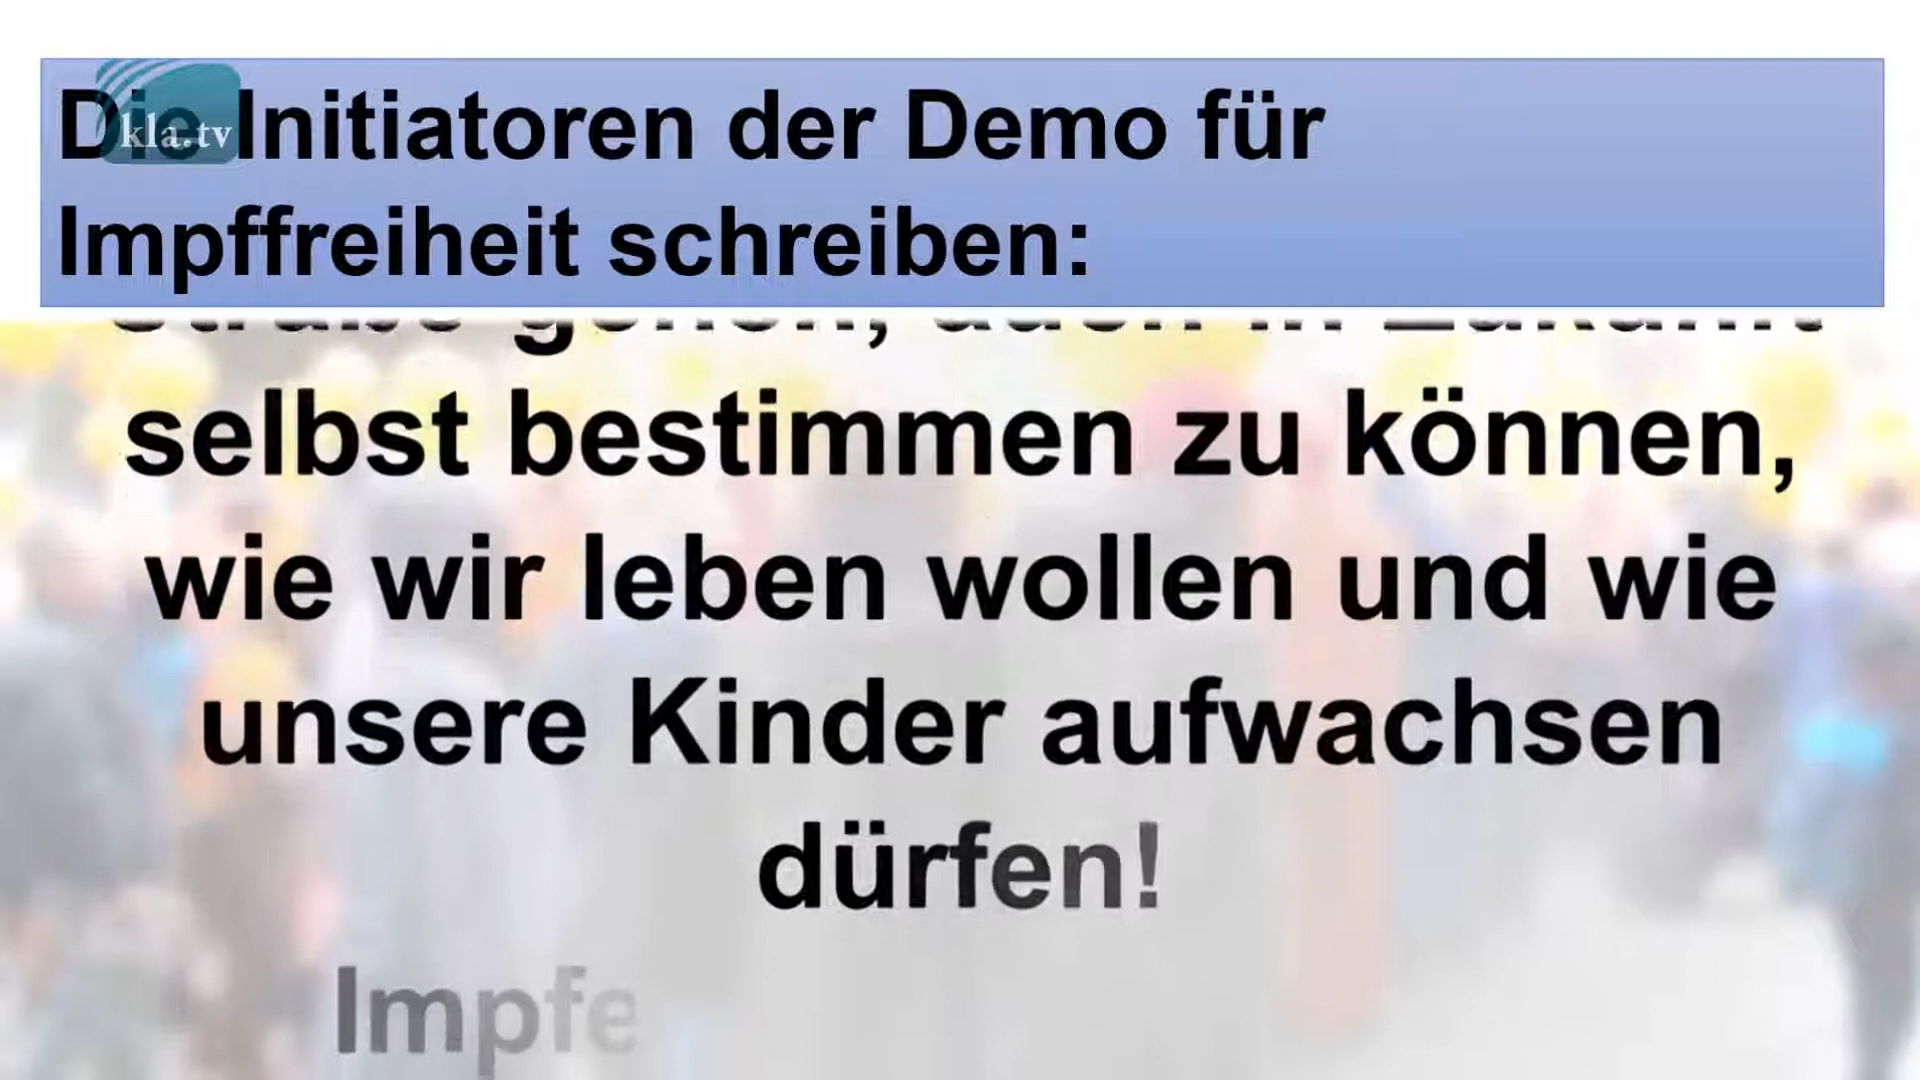 Die Initiatoren der Demo für
kla.tv
Impffreiheit schreiben:
selbst bestimmen zu können,
wie wir leben wollen und wie
unsere Kinder aufwachsen
dürfen!
Impfe